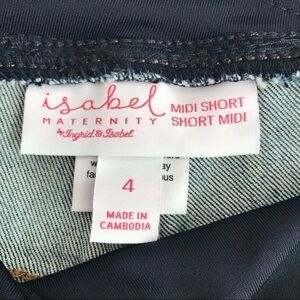 isabel
MATERNITY
by Ingrid & Isabel
MIDI SHORT
SHORT MIDI
4
MADE IN
CAMBODIA